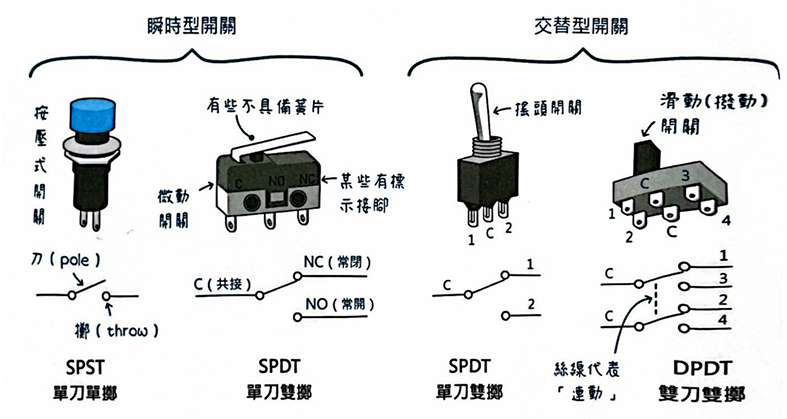 瞬時型開關
交替型開關
按壓式開關
有些不具備簧片
微動
開關
C NO NC
某些有標
示接腳
搖頭開關
1 C 2
滑動(撥動)
開關
C 3
1 2 C 4
刀(pole)
擲(throw)
C(共接)
NC(常閉)
NO(常開)
C
1
2
C
C
1
3
2
4
絲線代表
「連動」
SPST
單刀單擲
SPDT
單刀雙擲
SPDT
單刀雙擲
DPDT
雙刀雙擲